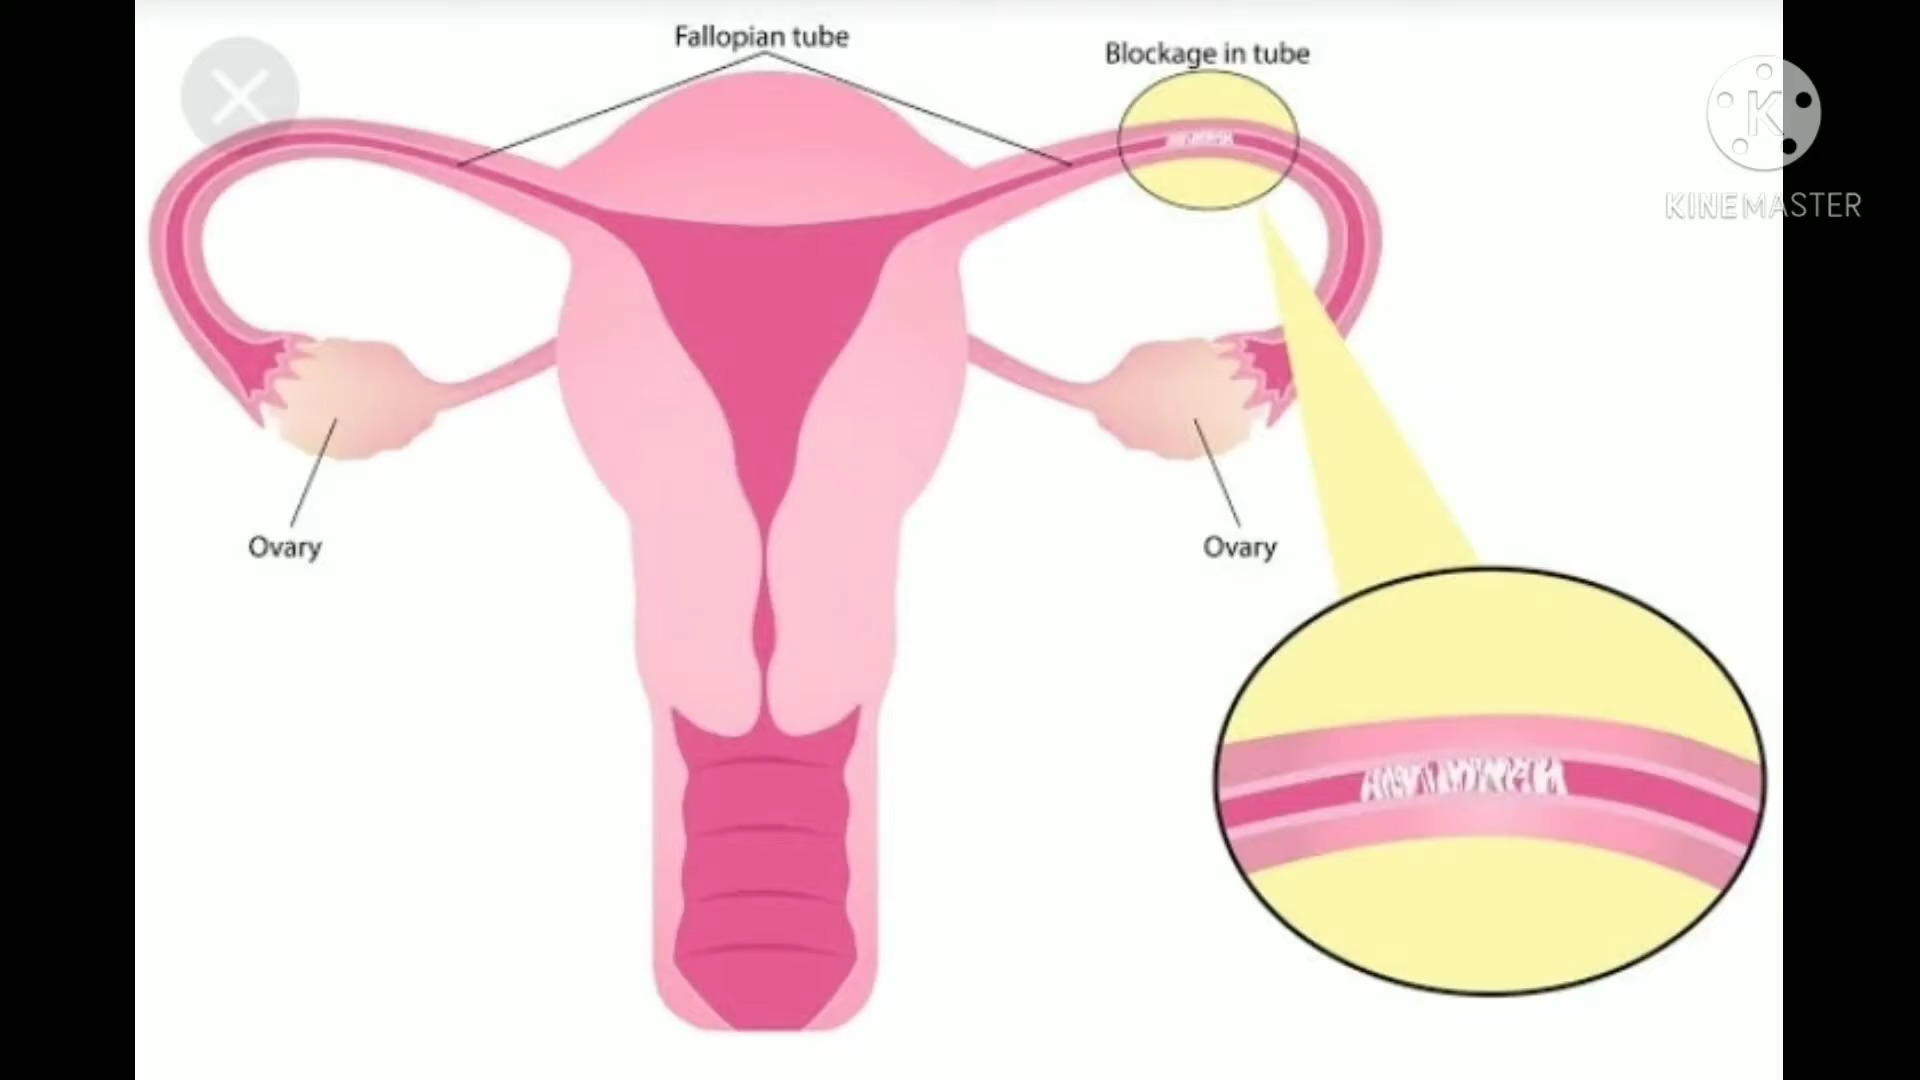 Fallopian tube
Blockage in tube
K
KINEMASTER
Ovary
Ovary